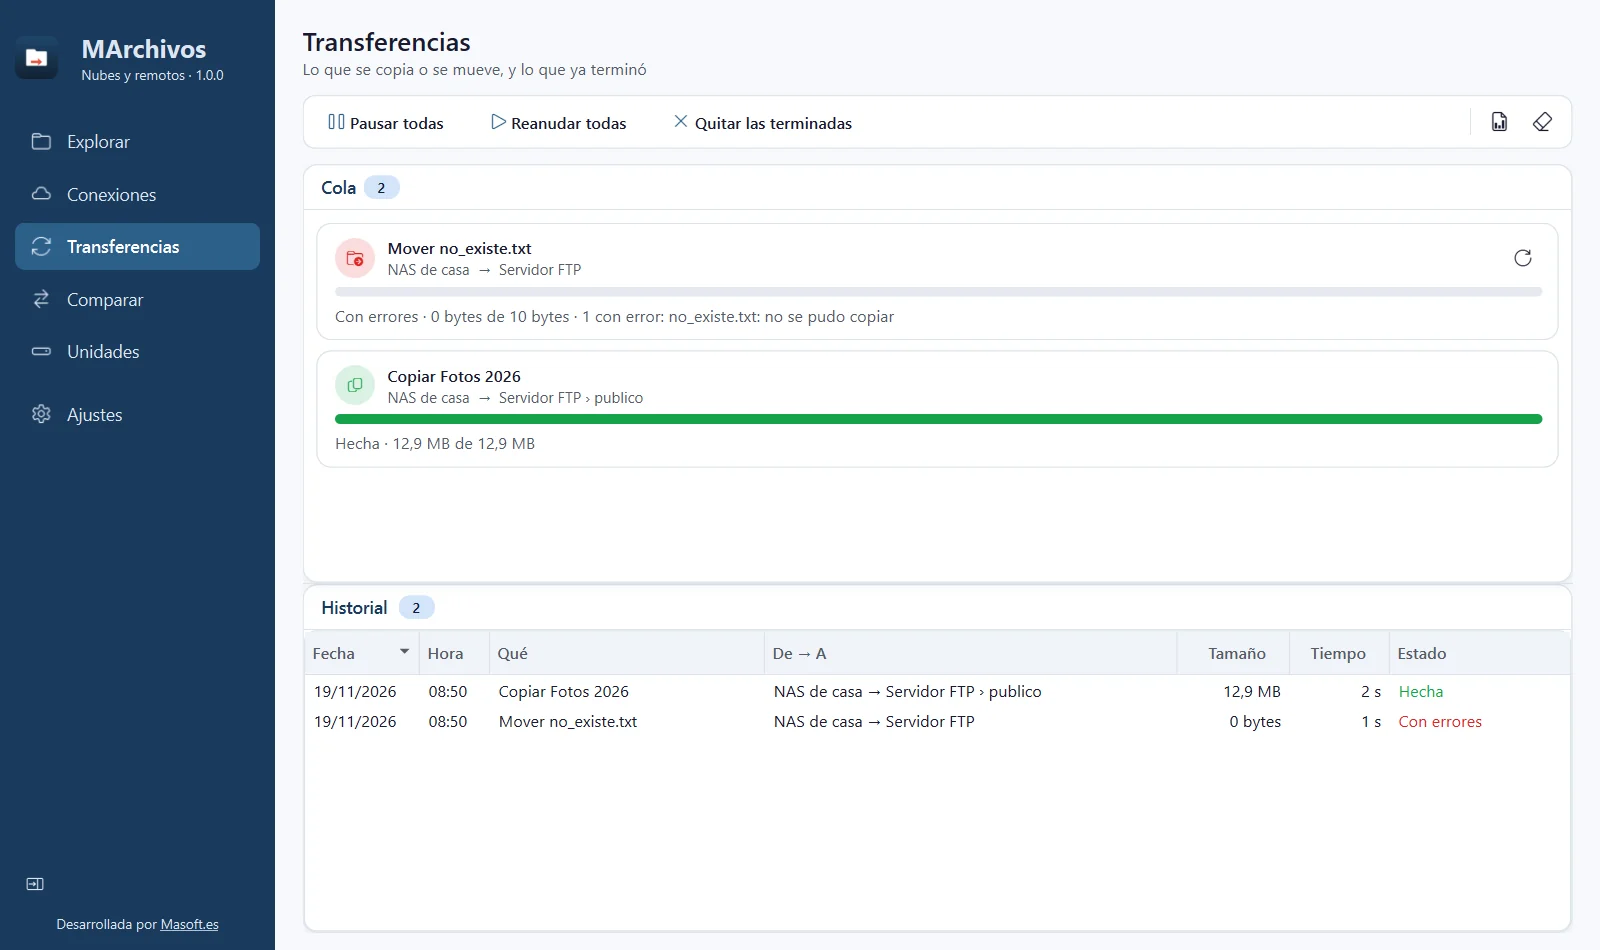 MArchivos
Nubes y remotos · 1.0.0
Explorar
Conexiones
Transferencias
Comparar
Unidades
Ajustes
Desarrollada por Masoft.es
Transferencias
Lo que se copia o se mueve, y lo que ya terminó
Pausar todas Reanudar todas Quitar las terminadas
Cola 2
Mover no_existe.txt
NAS de casa → Servidor FTP
Con errores · 0 bytes de 10 bytes · 1 con error: no_existe.txt: no se pudo copiar
Copiar Fotos 2026
NAS de casa → Servidor FTP › publico
Hecha · 12,9 MB de 12,9 MB
Historial 2
Fecha Hora Qué De → A Tamaño Tiempo Estado
19/11/2026 08:50 Copiar Fotos 2026 NAS de casa → Servidor FTP › publico 12,9 MB 2 s Hecha
19/11/2026 08:50 Mover no_existe.txt NAS de casa → Servidor FTP 0 bytes 1 s Con errores